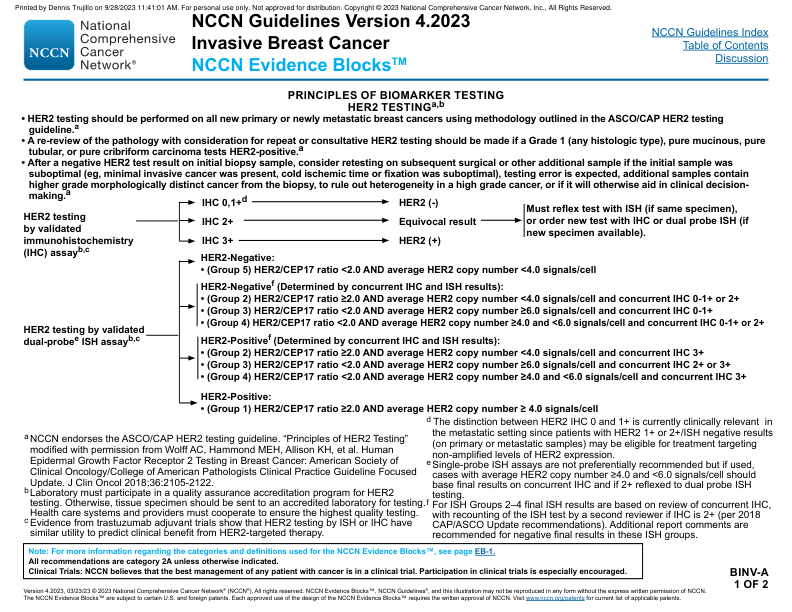 Printed by Dennis Trujillo on 9/28/2023 11:41:01 AM. For personal use only. Not approved for distribution. Copyright © 2023 National Comprehensive Cancer Network, Inc., All Rights Reserved.
NCCN
National
Comprehensive
Cancer
Network®
NCCN Guidelines Version 4.2023
Invasive Breast Cancer
NCCN Evidence Blocks™
NCCN Guidelines Index
Table of Contents
Discussion
PRINCIPLES OF BIOMARKER TESTING
HER2 TESTINGa,b
• HER2 testing should be performed on all new primary or newly metastatic breast cancers using methodology outlined in the ASCO/CAP HER2 testing
guideline.a
• A re-review of the pathology with consideration for repeat or consultative HER2 testing should be made if a Grade 1 (any histologic type), pure mucinous, pure
tubular, or pure cribriform carcinoma tests HER2-positive.a
• After a negative HER2 test result on initial biopsy sample, consider retesting on subsequent surgical or other additional sample if the initial sample was
suboptimal (eg, minimal invasive cancer was present, cold ischemic time or fixation was suboptimal), testing error is expected, additional samples contain
higher grade morphologically distinct cancer from the biopsy, to rule out heterogeneity in a high grade cancer, or if it will otherwise aid in clinical decision-
making.a
HER2 testing
by validated
immunohistochemistry
(IHC) assayb,c
IHC 0,1+d
HER2 (-)
IHC 2+
Equivocal result
Must reflex test with ISH (if same specimen),
or order new test with IHC or dual probe ISH (if
new specimen available).
IHC 3+
HER2 (+)
HER2 testing by validated
dual-probee ISH assayb,c
HER2-Negative:
• (Group 5) HER2/CEP17 ratio <2.0 AND average HER2 copy number <4.0 signals/cell
HER2-Negativef (Determined by concurrent IHC and ISH results):
• (Group 2) HER2/CEP17 ratio ≥2.0 AND average HER2 copy number <4.0 signals/cell and concurrent IHC 0-1+ or 2+
• (Group 3) HER2/CEP17 ratio <2.0 AND average HER2 copy number ≥6.0 signals/cell and concurrent IHC 0-1+
• (Group 4) HER2/CEP17 ratio <2.0 AND average HER2 copy number ≥4.0 and <6.0 signals/cell and concurrent IHC 0-1+ or 2+
HER2-Positivef (Determined by concurrent IHC and ISH results):
• (Group 2) HER2/CEP17 ratio ≥2.0 AND average HER2 copy number <4.0 signals/cell and concurrent IHC 3+
• (Group 3) HER2/CEP17 ratio <2.0 AND average HER2 copy number ≥6.0 signals/cell and concurrent IHC 2+ or 3+
• (Group 4) HER2/CEP17 ratio <2.0 AND average HER2 copy number ≥4.0 and <6.0 signals/cell and concurrent IHC 3+
HER2-Positive:
• (Group 1) HER2/CEP17 ratio ≥2.0 AND average HER2 copy number ≥ 4.0 signals/cell
a NCCN endorses the ASCO/CAP HER2 testing guideline. “Principles of HER2 Testing”
modified with permission from Wolff AC, Hammond MEH, Allison KH, et al. Human
Epidermal Growth Factor Receptor 2 Testing in Breast Cancer: American Society of
Clinical Oncology/College of American Pathologists Clinical Practice Guideline Focused
Update. J Clin Oncol 2018;36:2105-2122.
b Laboratory must participate in a quality assurance accreditation program for HER2
testing. Otherwise, tissue specimen should be sent to an accredited laboratory for testing.
Health care systems and providers must cooperate to ensure the highest quality testing.
c Evidence from trastuzumab adjuvant trials show that HER2 testing by ISH or IHC have
similar utility to predict clinical benefit from HER2-targeted therapy.
d The distinction between HER2 IHC 0 and 1+ is currently clinically relevant in
the metastatic setting since patients with HER2 1+ or 2+/ISH negative results
(on primary or metastatic samples) may be eligible for treatment targeting
non-amplified levels of HER2 expression.
e Single-probe ISH assays are not preferentially recommended but if used,
cases with average HER2 copy number ≥4.0 and <6.0 signals/cell should
base final results on concurrent IHC and if 2+ reflexed to dual probe ISH
testing.
f For ISH Groups 2–4 final ISH results are based on review of concurrent IHC,
with recounting of the ISH test by a second reviewer if IHC is 2+ (per 2018
CAP/ASCO Update recommendations). Additional report comments are
recommended for negative final results in these ISH groups.
Note: For more information regarding the categories and definitions used for the NCCN Evidence Blocks™, see page EB-1.
All recommendations are category 2A unless otherwise indicated.
Clinical Trials: NCCN believes that the best management of any patient with cancer is in a clinical trial. Participation in clinical trials is especially encouraged.
BINV-A
1 OF 2
Version 4.2023, 03/23/23 © 2023 National Comprehensive Cancer Network® (NCCN®), All rights reserved. NCCN Evidence Blocks™, NCCN Guidelines®, and this illustration may not be reproduced in any form without the express written permission of NCCN.
The NCCN Evidence Blocks™ are subject to certain U.S. and foreign patents. Each approved use of the design of the NCCN Evidence Blocks™ requires the written approval of NCCN. Visit www.nccn.org/patents for current list of applicable patents.